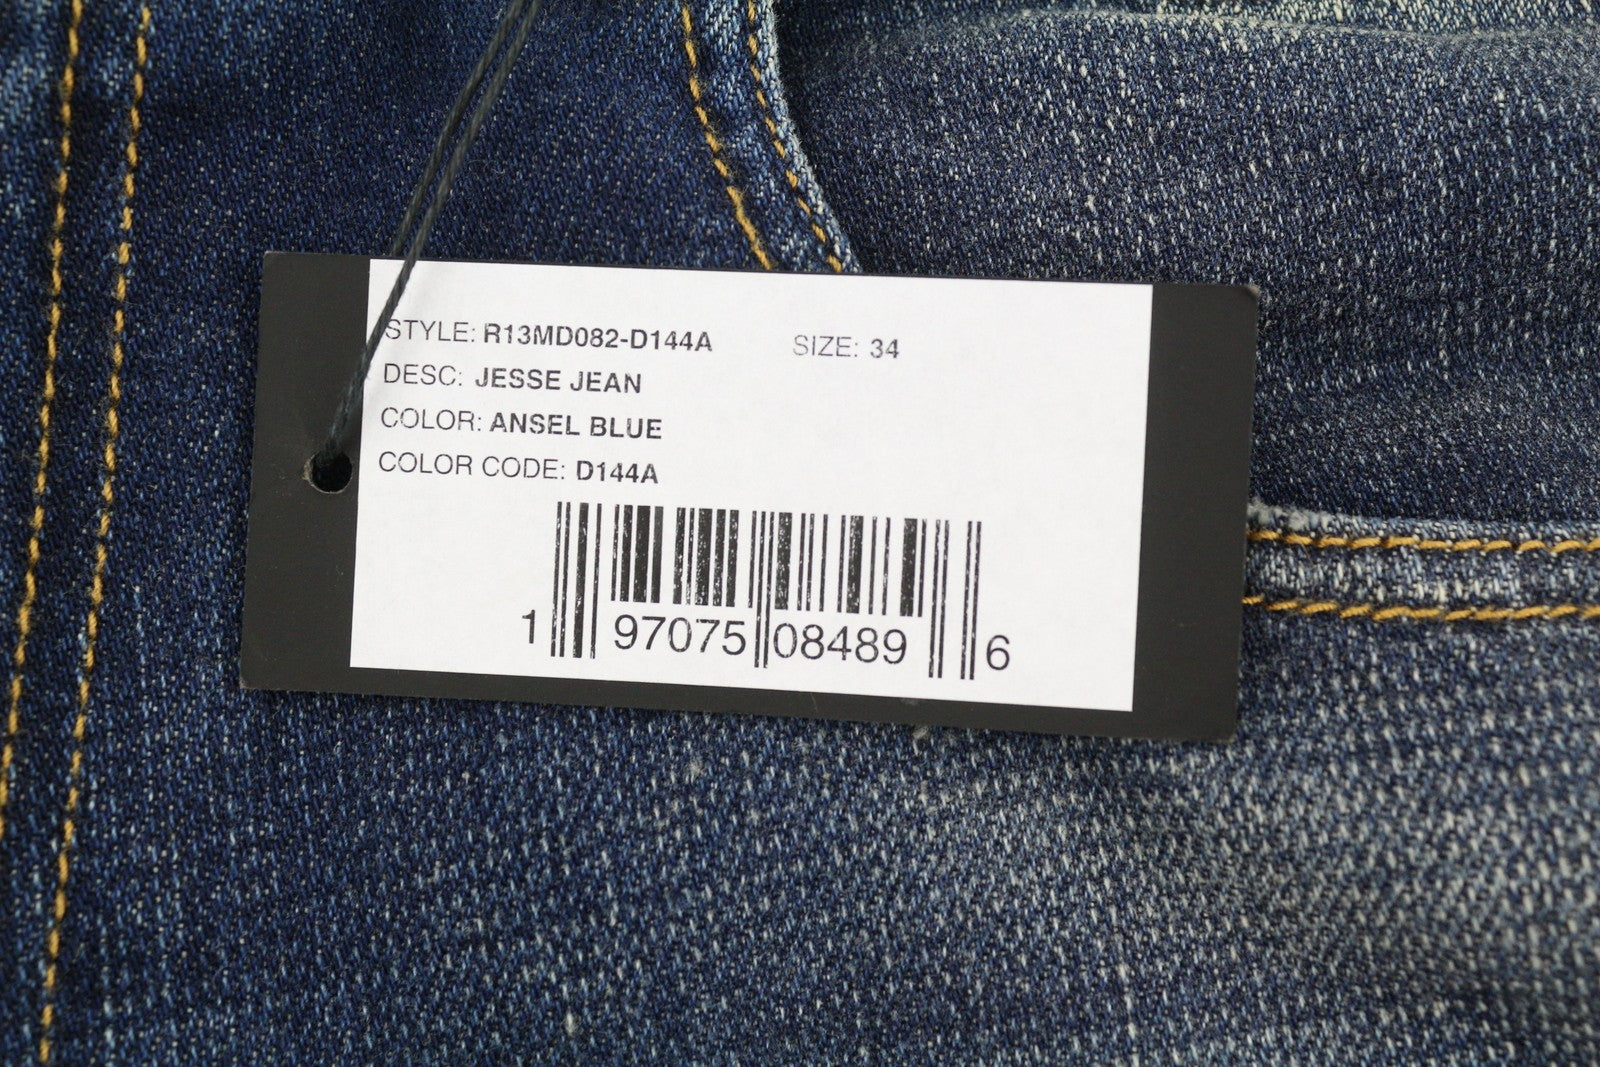 STYLE: R13MD082-D144A SIZE: 34
DESC: JESSE JEAN
COLOR: ANSEL BLUE
COLOR CODE: D144A
1 97075 08489 6